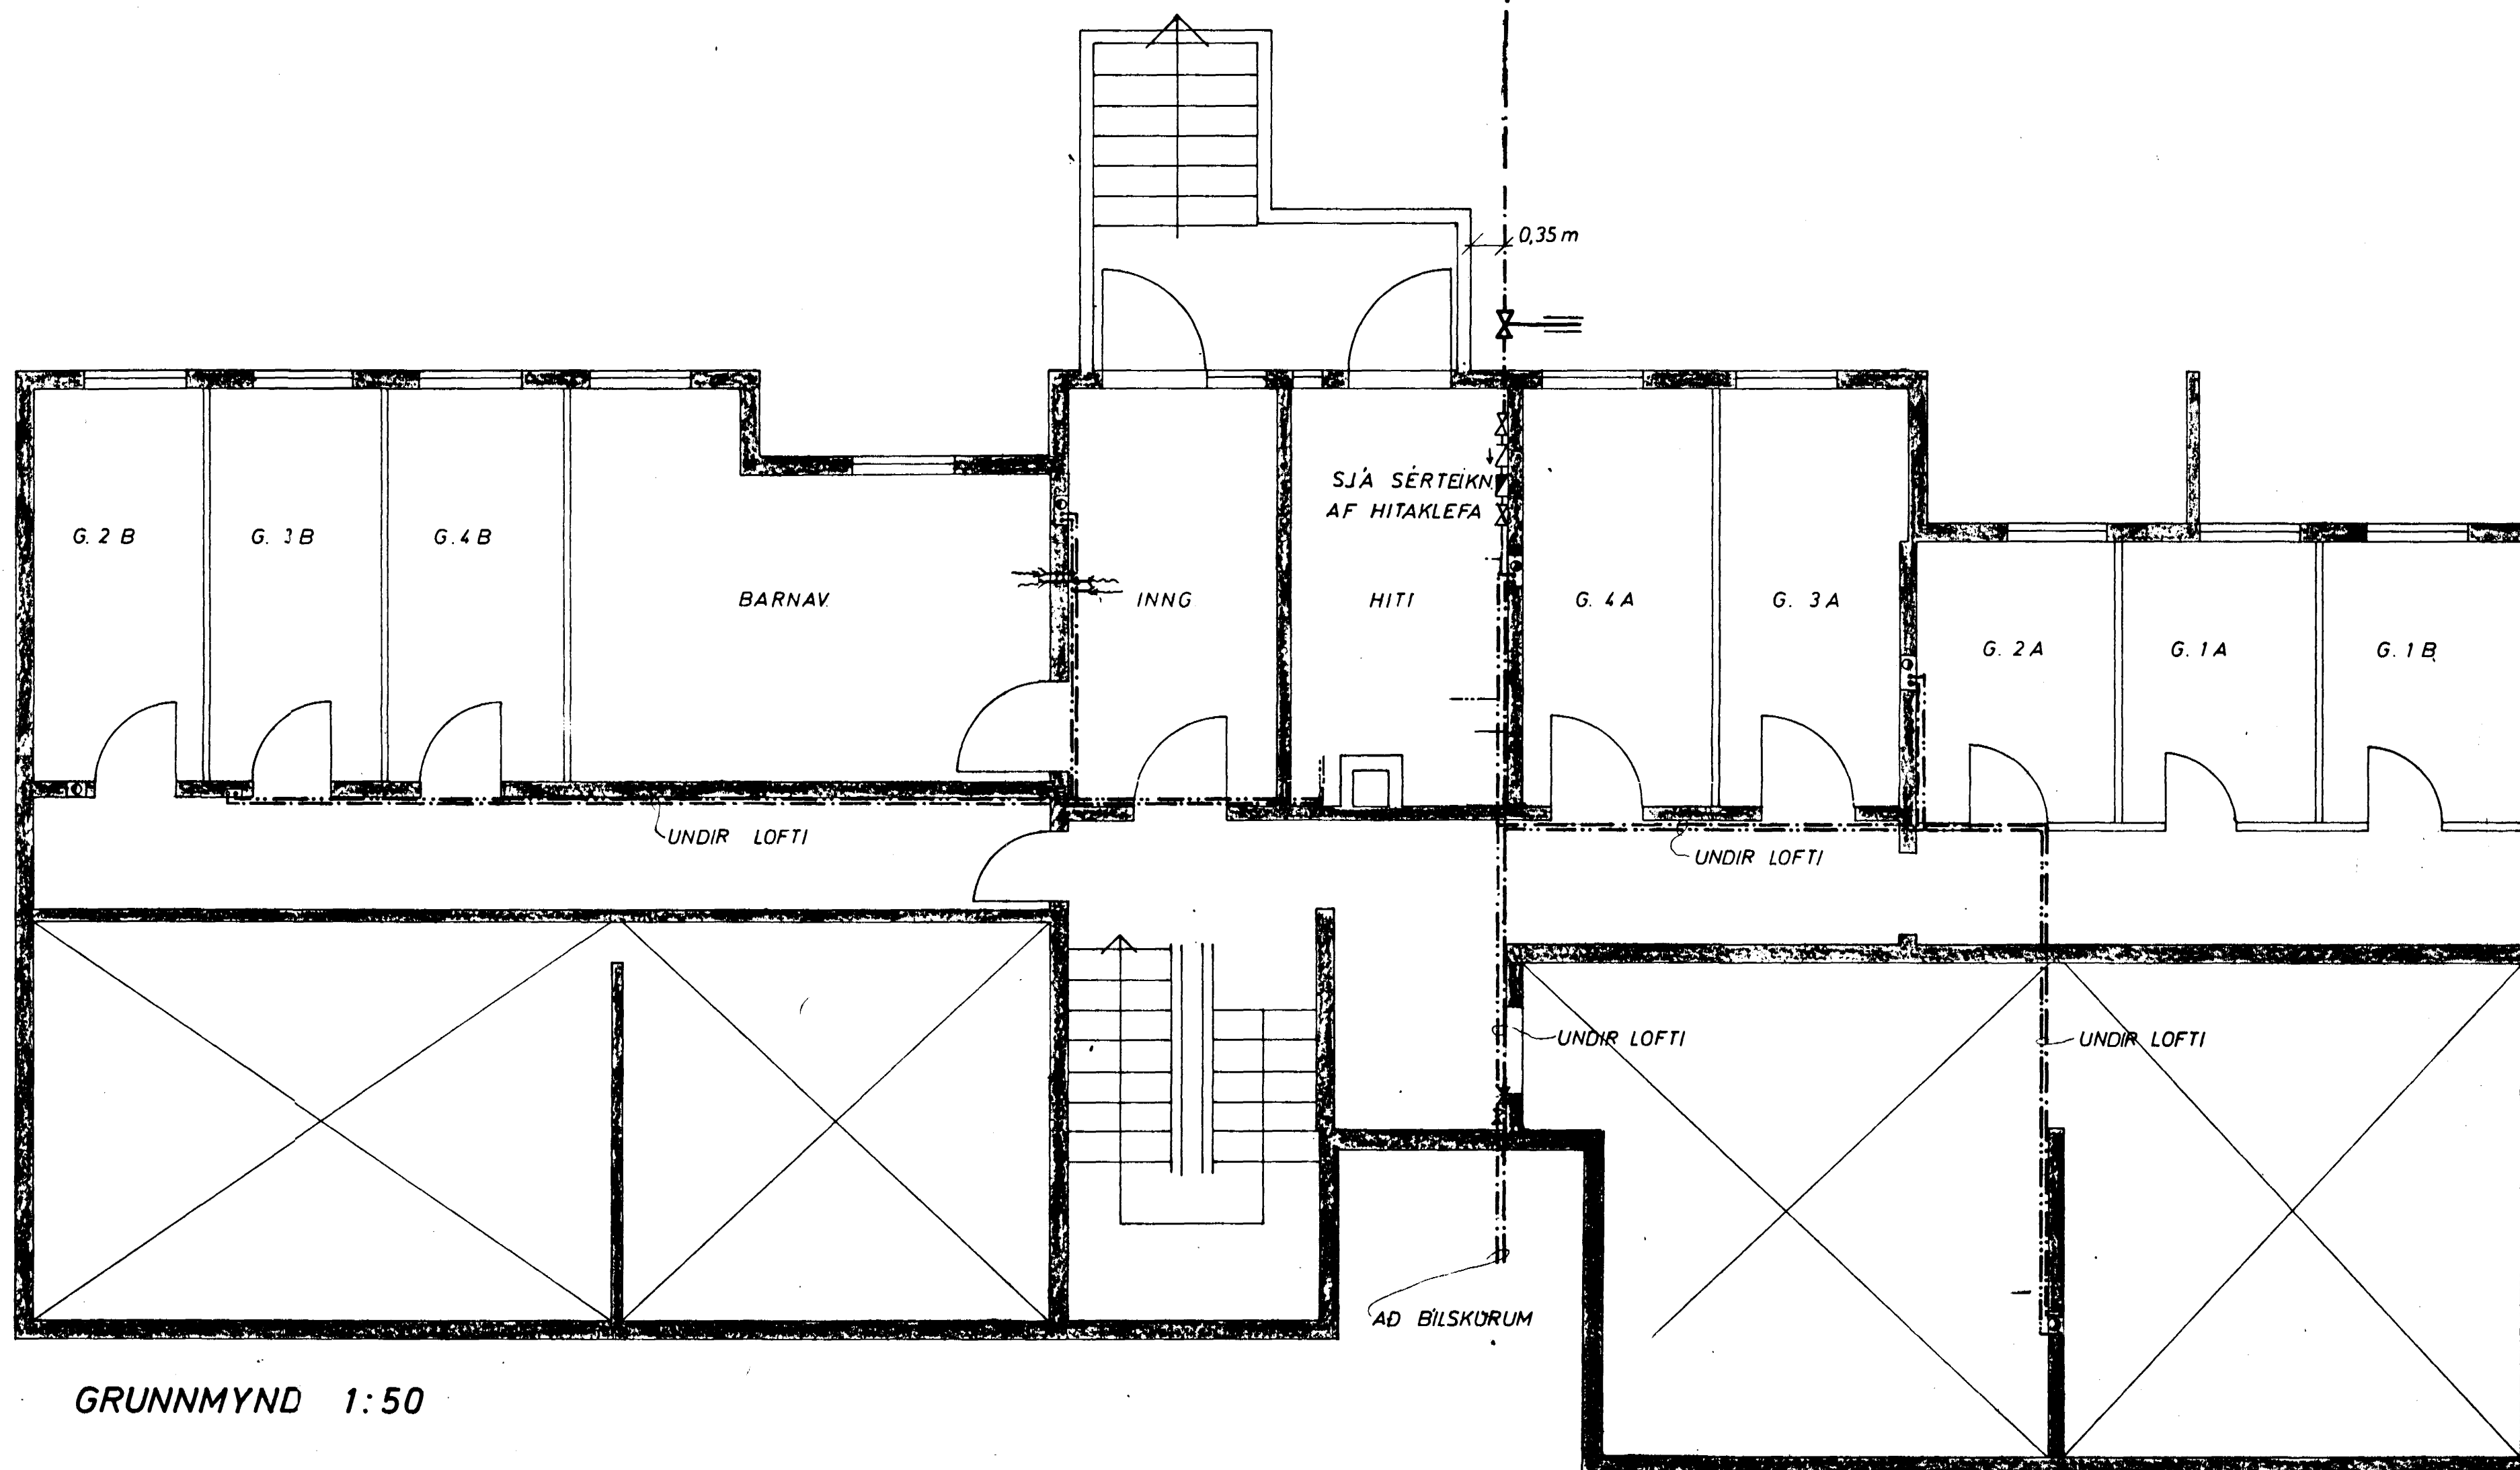 0,35 m
SJÁ SÉRTEIKN.
AF HITAKLEFA
G. 2 B
G. 3 B
G. 4 B
BARNAV.
INNG
HITI
G. 4 A
G. 3 A
G. 2 A
G. 1 A
G. 1 B
UNDIR LOFTI
UNDIR LOFTI
UNDIR LOFTI
UNDIR LOFTI
AÐ BÍLSKÚRUM
GRUNNMYND 1:50